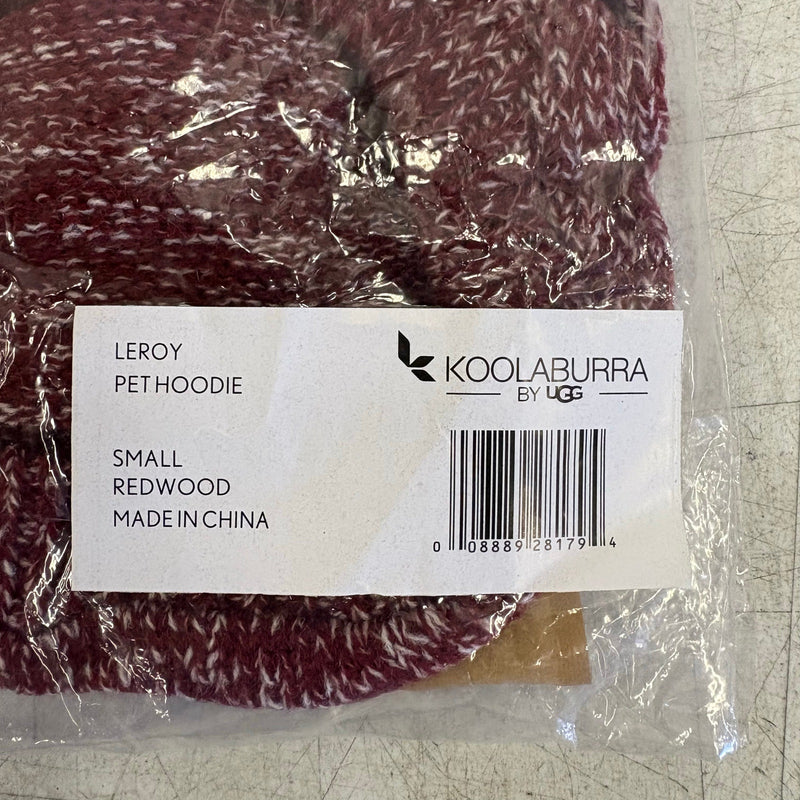 LEROY
PET HOODIE
SMALL
REDWOOD
MADE IN CHINA
KOOLABURRA
BY UGG
0 08889 28179 4